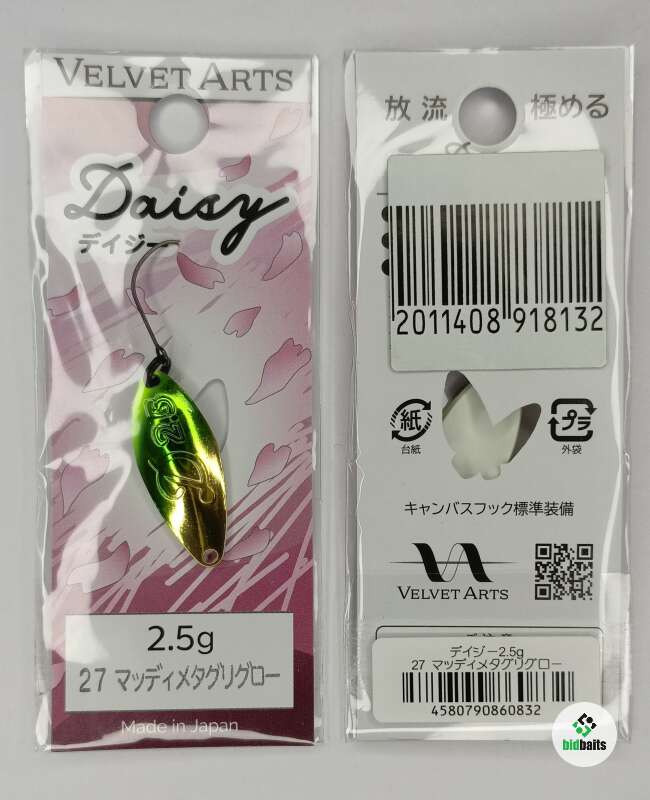 VELVET ARTS
Daisy
デイジー
2.5
2.5g
27 マッディメタグリグロー
Made in Japan
放流 極める
2011408 918132
紙
台紙
プラ
外袋
キャンバスフック標準装備
VELVET ARTS
デイジー2.5g
27 マッディメタグリグロー
4580790860832
bidbaits